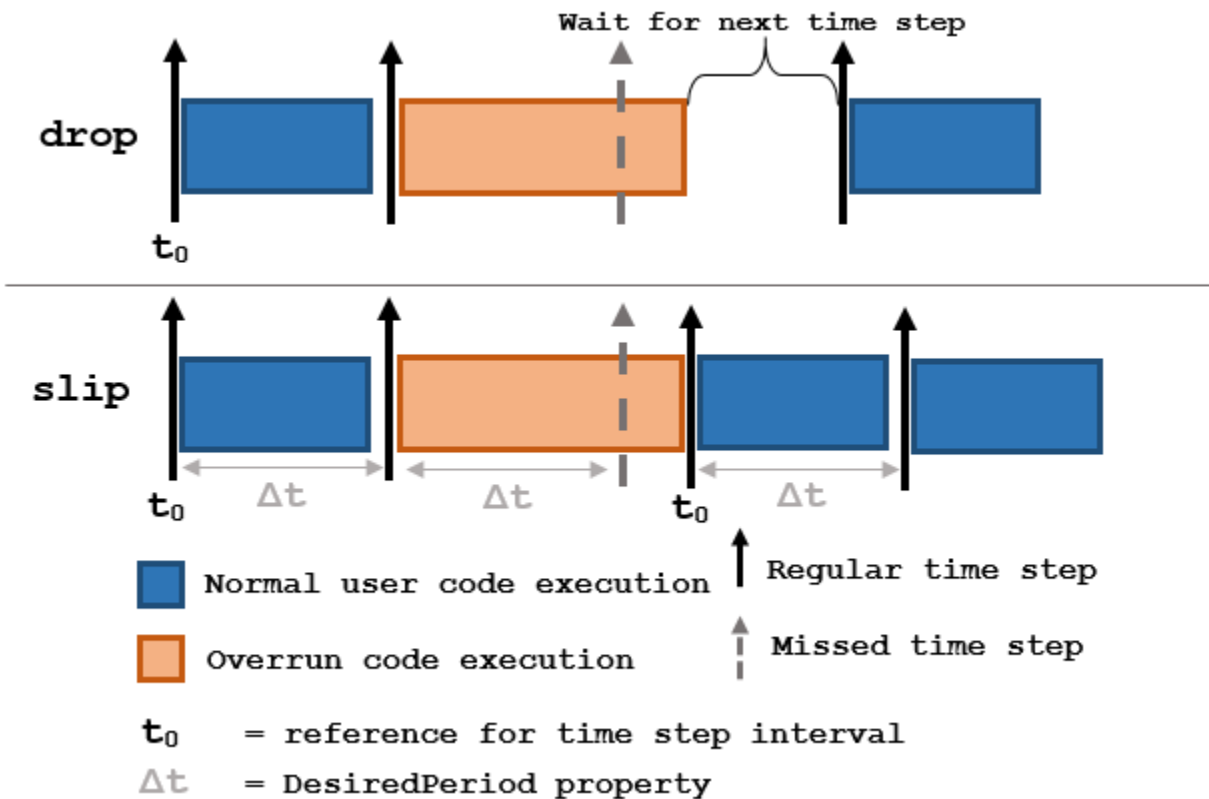 Wait for next time step
drop
t₀
slip
Δt
Δt
Δt
t₀
t₀
Normal user code execution
Regular time step
Overrun code execution
Missed time step
t₀ = reference for time step interval
Δt = DesiredPeriod property